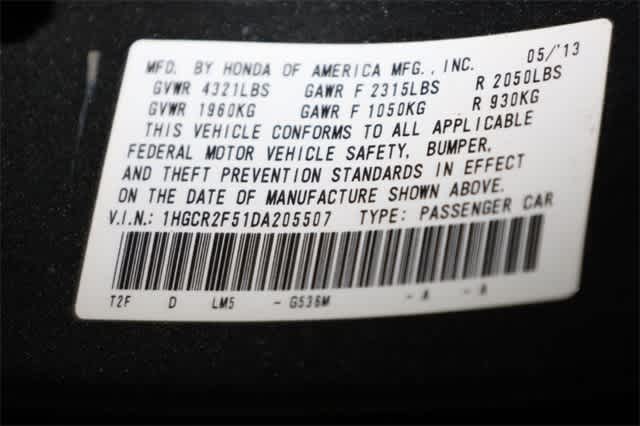 MFD. BY HONDA OF AMERICA MFG., INC. 05/'13
GVWR 4321LBS GAWR F 2315LBS R 2050LBS
GVWR 1960KG GAWR F 1050KG R 930KG
THIS VEHICLE CONFORMS TO ALL APPLICABLE
FEDERAL MOTOR VEHICLE SAFETY, BUMPER,
AND THEFT PREVENTION STANDARDS IN EFFECT
ON THE DATE OF MANUFACTURE SHOWN ABOVE.
V.I.N.: 1HGCR2F51DA205507 TYPE: PASSENGER CAR
T2F D LM5 - G536M - A - A